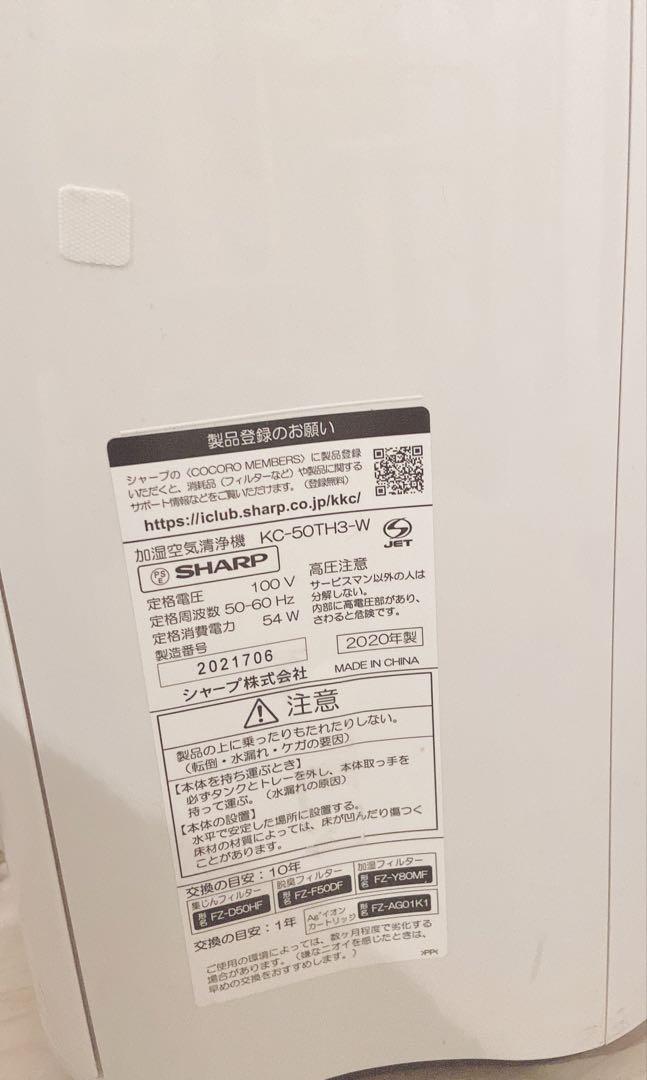 製品登録のお願い
シャープの〈COCORO MEMBERS〉に製品登録
いただくと、消耗品（フィルターなど）や製品に関する
サポート情報などをご覧いただけます。（登録無料）
https://iclub.sharp.co.jp/kkc/
加湿空気清浄機 KC-50TH3-W
PS
E
SHARP
JET
定格電圧 100 V
定格周波数 50-60 Hz
定格消費電力 54 W
製造番号
2021706
シャープ株式会社
高圧注意
サービスマン以外の人は
分解しない。
内部に高電圧部があり、
さわると危険です。
2020年製
MADE IN CHINA
注意
製品の上に乗ったりもたれたりしない。
（転倒・水漏れ・ケガの要因）
【本体を持ち運ぶとき】
必ずタンクとトレーを外し、本体取っ手を
持って運ぶ。（水漏れの原因）
【本体の設置】
水平で安定した場所に設置する。
床材の材質によっては、床が凹んだり傷つく
ことがあります。
交換の目安：10年
集じんフィルター
形名 FZ-D50HF
脱臭フィルター
形名 FZ-F50DF
加湿フィルター
形名 FZ-Y80MF
交換の目安：1年
Ag⁺イオン
カートリッジ
形名 FZ-AG01K1
ご使用の環境によっては、数ヶ月程度で劣化する
場合があります。（嫌なニオイを感じたときは、
早めの交換をおすすめします。）
>PP<